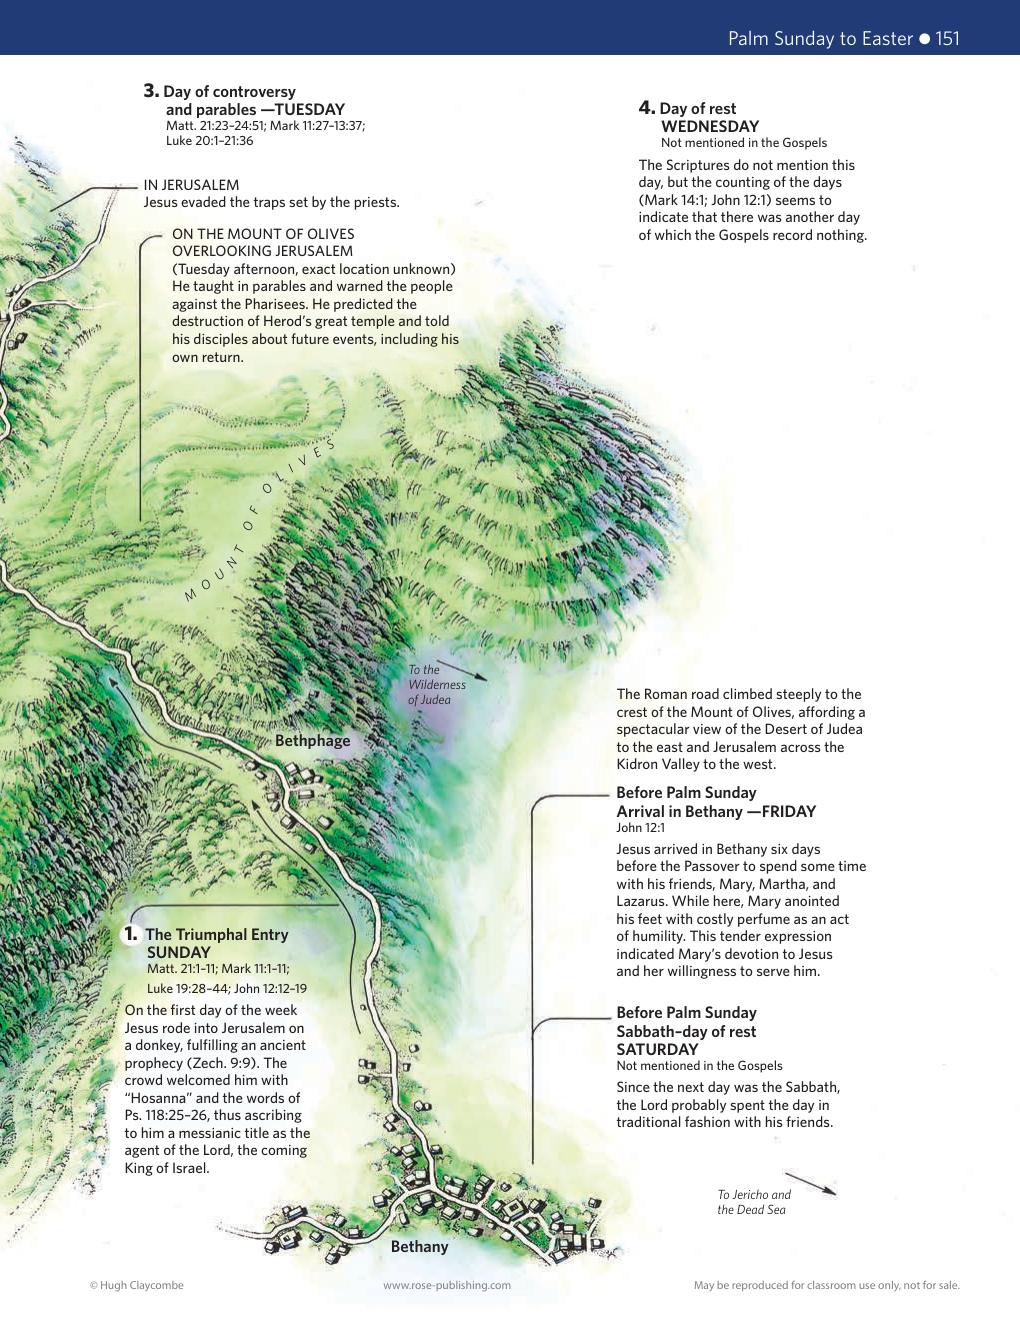 Palm Sunday to Easter ● 151
3. Day of controversy
and parables —TUESDAY
Matt. 21:23–24:51; Mark 11:27–13:37;
Luke 20:1–21:36
IN JERUSALEM
Jesus evaded the traps set by the priests.
ON THE MOUNT OF OLIVES
OVERLOOKING JERUSALEM
(Tuesday afternoon, exact location unknown)
He taught in parables and warned the people
against the Pharisees. He predicted the
destruction of Herod’s great temple and told
his disciples about future events, including his
own return.
4. Day of rest
WEDNESDAY
Not mentioned in the Gospels
The Scriptures do not mention this
day, but the counting of the days
(Mark 14:1; John 12:1) seems to
indicate that there was another day
of which the Gospels record nothing.
MOUNT OF OLIVES
To the
Wilderness
of Judea
Bethphage
The Roman road climbed steeply to the
crest of the Mount of Olives, affording a
spectacular view of the Desert of Judea
to the east and Jerusalem across the
Kidron Valley to the west.
Before Palm Sunday
Arrival in Bethany —FRIDAY
John 12:1
Jesus arrived in Bethany six days
before the Passover to spend some time
with his friends, Mary, Martha, and
Lazarus. While here, Mary anointed
his feet with costly perfume as an act
of humility. This tender expression
indicated Mary’s devotion to Jesus
and her willingness to serve him.
1. The Triumphal Entry
SUNDAY
Matt. 21:1–11; Mark 11:1–11;
Luke 19:28–44; John 12:12–19
On the first day of the week
Jesus rode into Jerusalem on
a donkey, fulfilling an ancient
prophecy (Zech. 9:9). The
crowd welcomed him with
“Hosanna” and the words of
Ps. 118:25–26, thus ascribing
to him a messianic title as the
agent of the Lord, the coming
King of Israel.
Before Palm Sunday
Sabbath–day of rest
SATURDAY
Not mentioned in the Gospels
Since the next day was the Sabbath,
the Lord probably spent the day in
traditional fashion with his friends.
To Jericho and
the Dead Sea
Bethany
© Hugh Claycombe
www.rose-publishing.com
May be reproduced for classroom use only, not for sale.